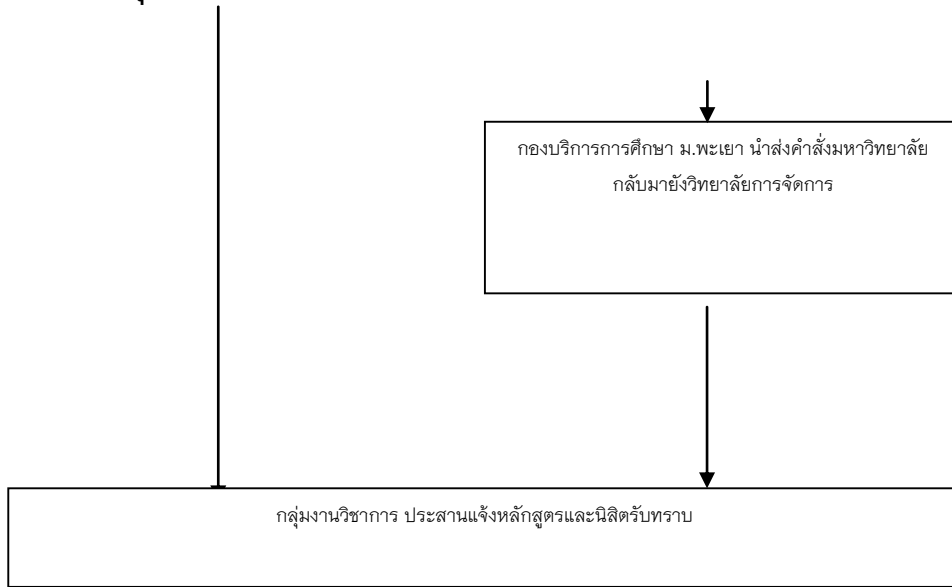 กองบริการการศึกษา ม.พะเยา นำส่งคำสั่งมหาวิทยาลัย
กลับมายังวิทยาลัยการจัดการ
กลุ่มงานวิชาการ ประสานแจ้งหลักสูตรและนิสิตรับทราบ